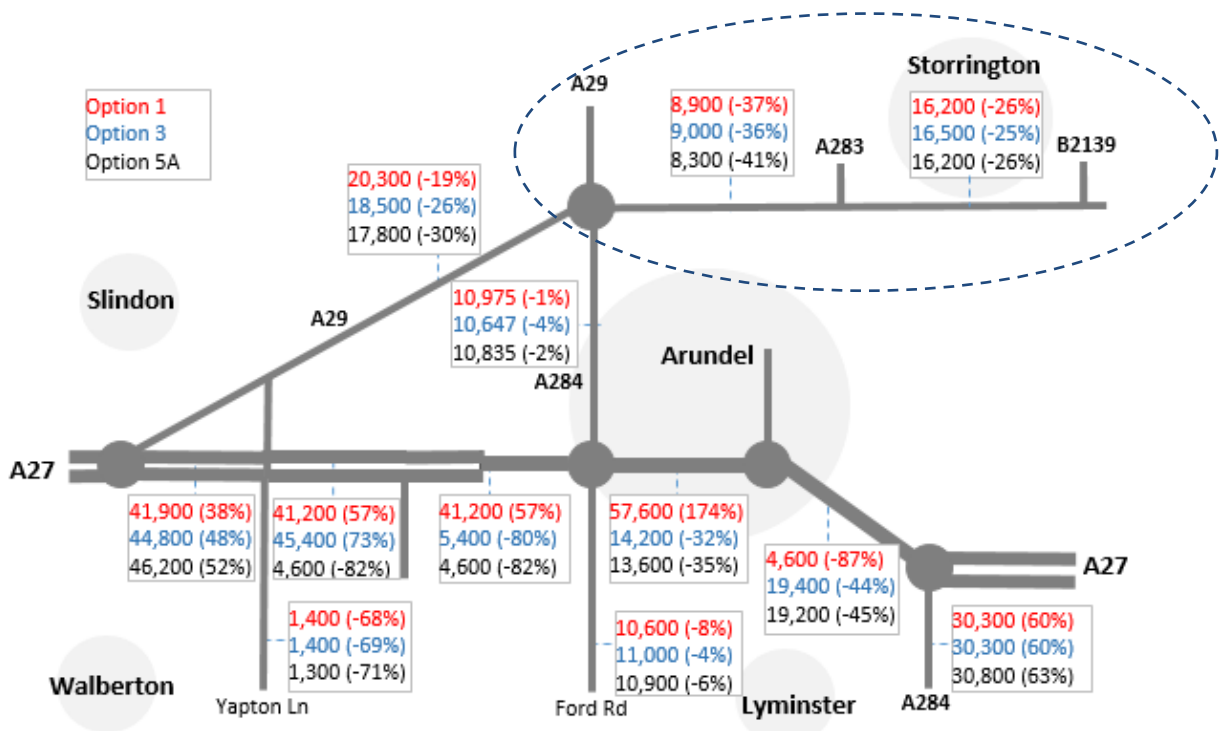 Storrington
A29
Option 1
Option 3
Option 5A
8,900 (-37%)
9,000 (-36%)
8,300 (-41%)
A283
16,200 (-26%)
16,500 (-25%)
16,200 (-26%)
B2139
20,300 (-19%)
18,500 (-26%)
17,800 (-30%)
Slindon
A29
10,975 (-1%)
10,647 (-4%)
10,835 (-2%)
A284
Arundel
A27
41,900 (38%)
44,800 (48%)
46,200 (52%)
41,200 (57%)
45,400 (73%)
4,600 (-82%)
41,200 (57%)
5,400 (-80%)
4,600 (-82%)
57,600 (174%)
14,200 (-32%)
13,600 (-35%)
4,600 (-87%)
19,400 (-44%)
19,200 (-45%)
A27
1,400 (-68%)
1,400 (-69%)
1,300 (-71%)
10,600 (-8%)
11,000 (-4%)
10,900 (-6%)
30,300 (60%)
30,300 (60%)
30,800 (63%)
Walberton
Yapton Ln
Ford Rd
Lyminster
A284